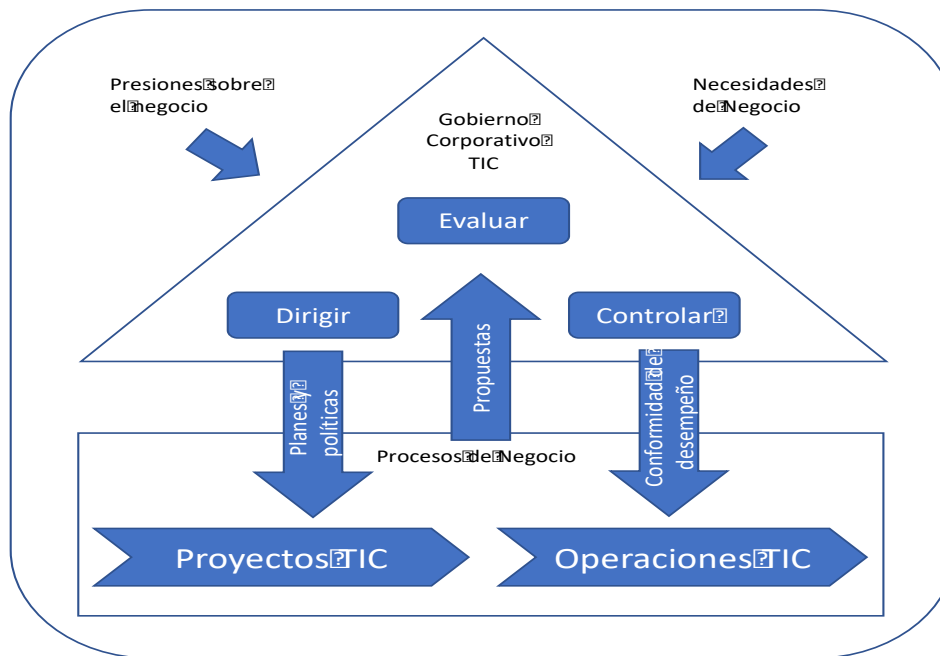 Presiones sobre
el negocio
Necesidades
de Negocio
Gobierno
Corporativo
TIC
Evaluar
Dirigir
Controlar
Planes y
políticas
Propuestas
Conformidad de
desempeño
Procesos de Negocio
Proyectos TIC
Operaciones TIC